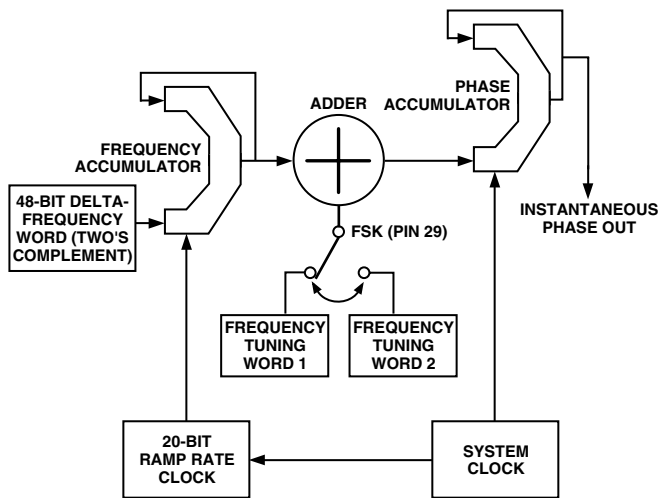 PHASE
ACCUMULATOR
ADDER
FREQUENCY
ACCUMULATOR
48-BIT DELTA-
FREQUENCY
WORD (TWO'S
COMPLEMENT)
INSTANTANEOUS
PHASE OUT
FSK (PIN 29)
FREQUENCY
TUNING
WORD 1
FREQUENCY
TUNING
WORD 2
20-BIT
RAMP RATE
CLOCK
SYSTEM
CLOCK